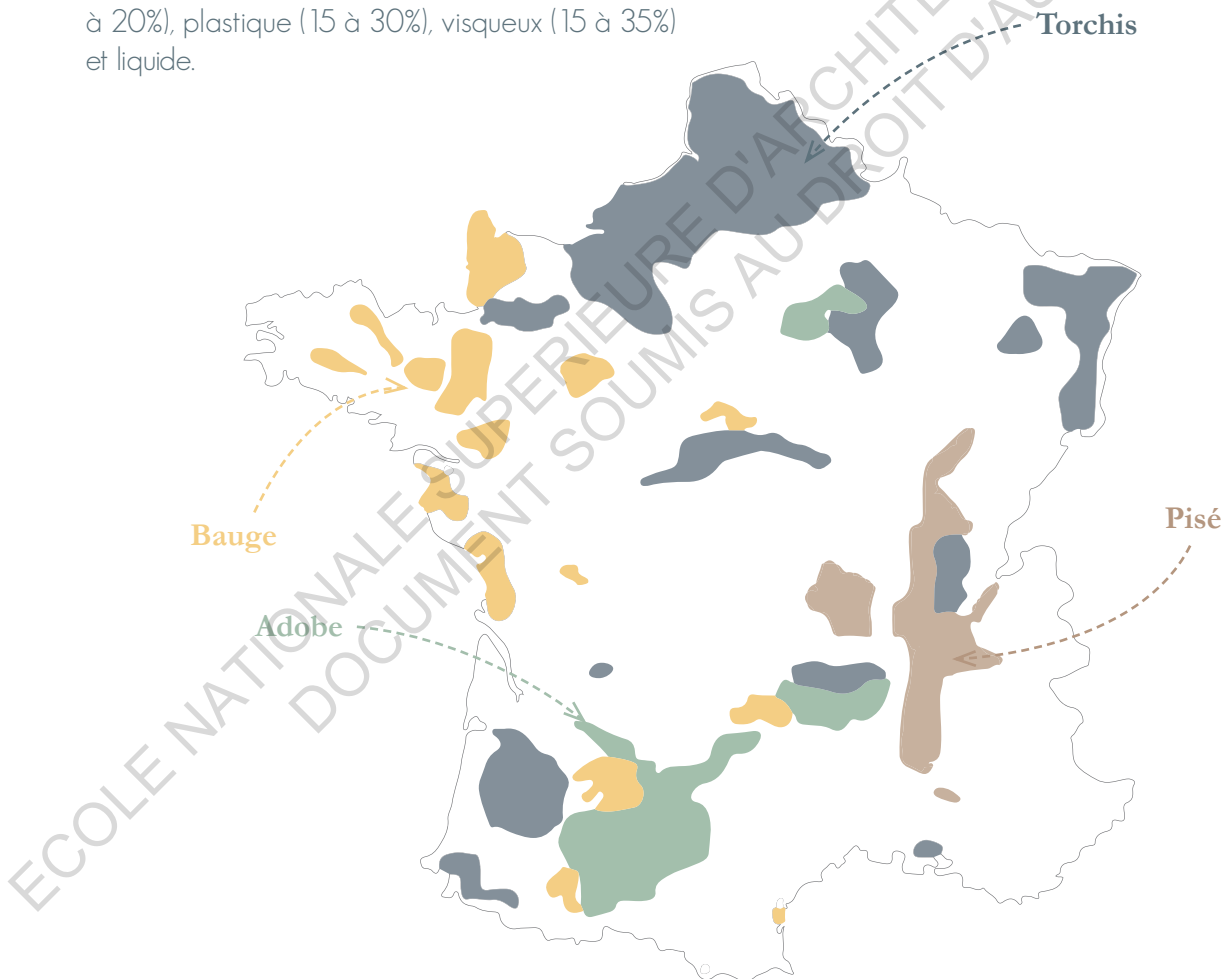 à 20%), plastique (15 à 30%), visqueux (15 à 35%)
et liquide.
Torchis
Pisé
Bauge
Adobe
ECOLE NATIONALE SUPERIEURE D'ARCHITE
DOCUMENT SOUMIS AU DROIT D'AU